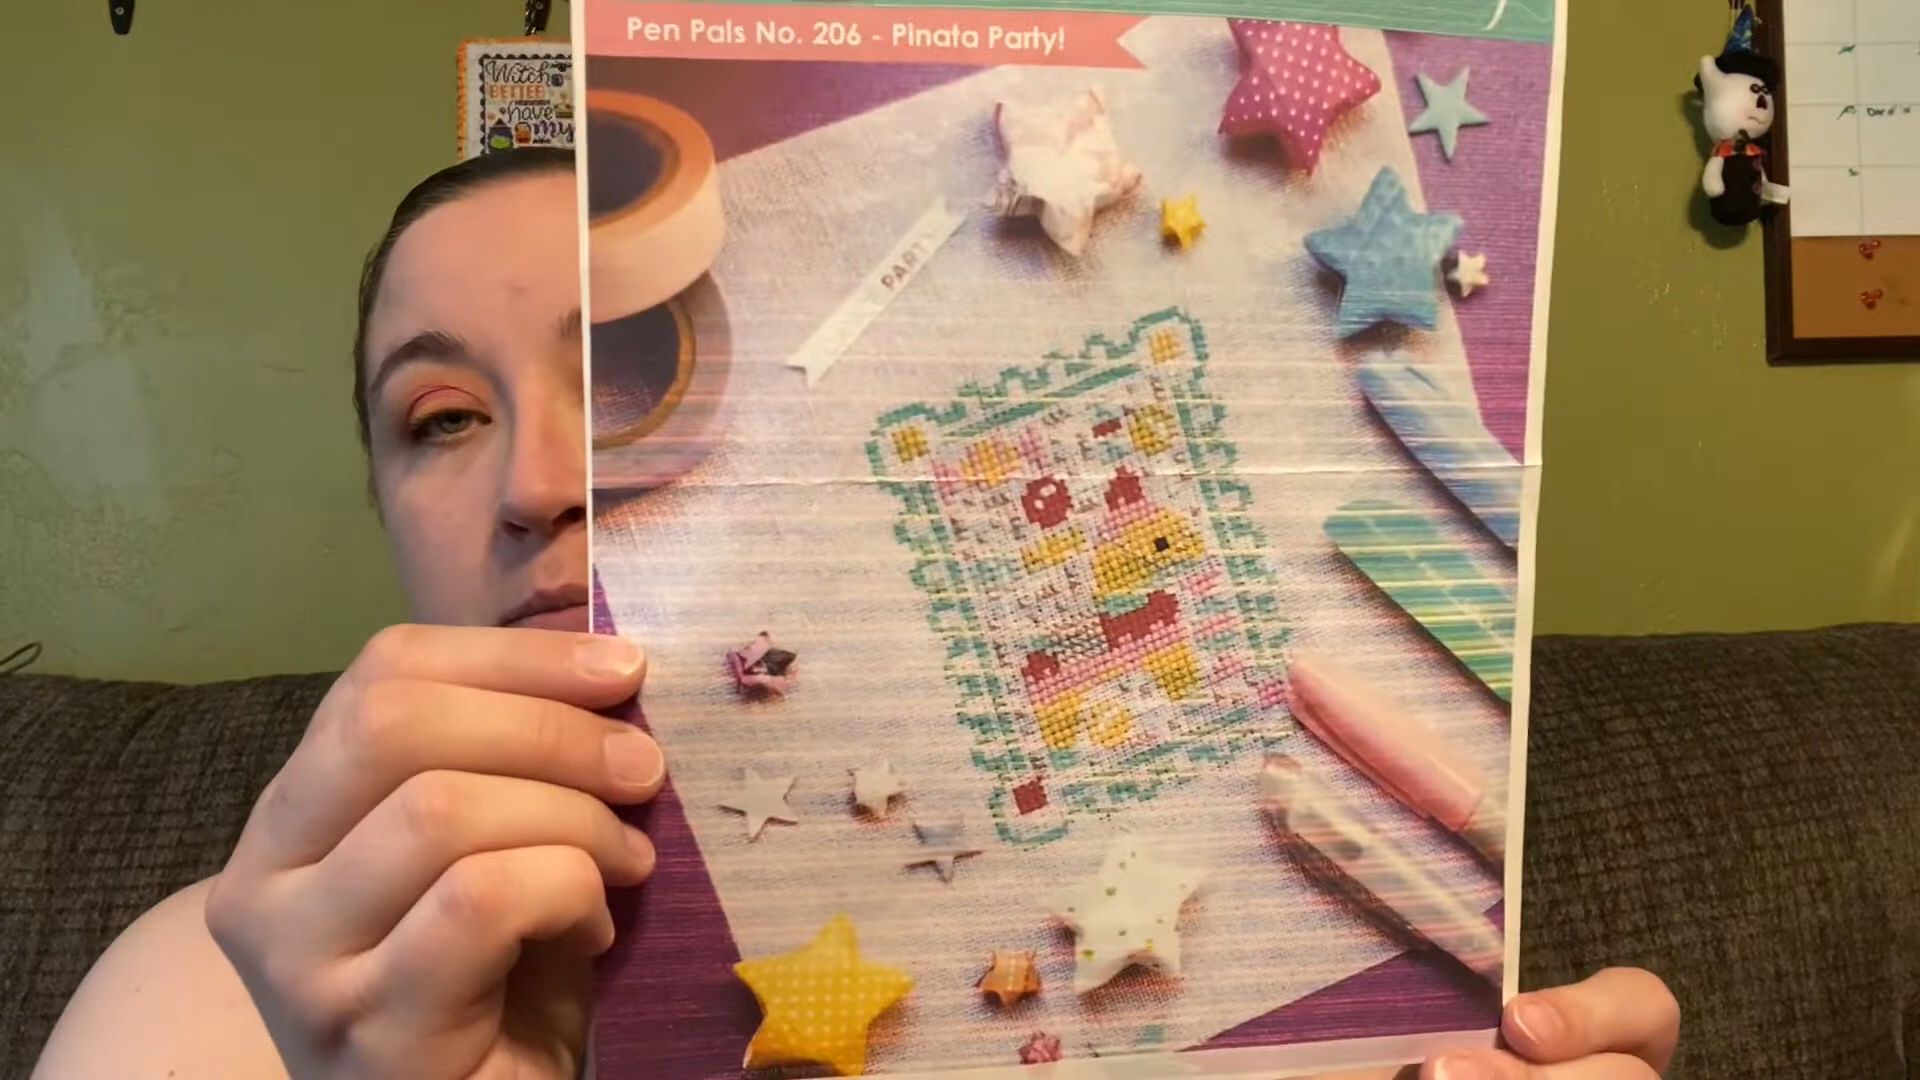 Pen Pals No. 206 - Pinata Party!
Witch
BETTER
have
my
PARTY